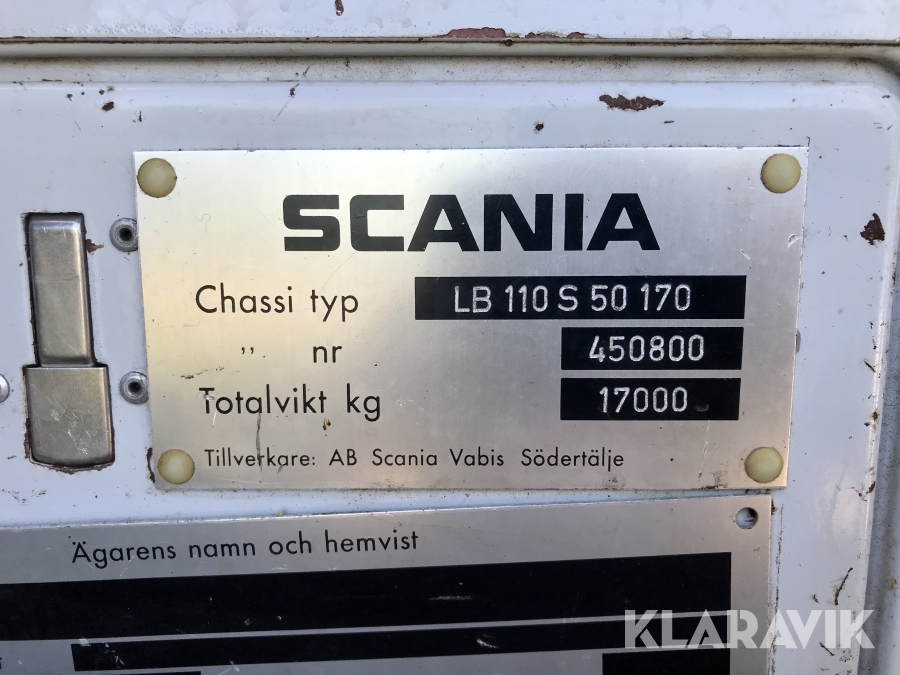 SCANIA
Chassi typ LB 110 S 50 170
" nr 450800
Totalvikt kg 17000
Tillverkare: AB Scania Vabis Södertälje
Ägarens namn och hemvist
KLARAVIK